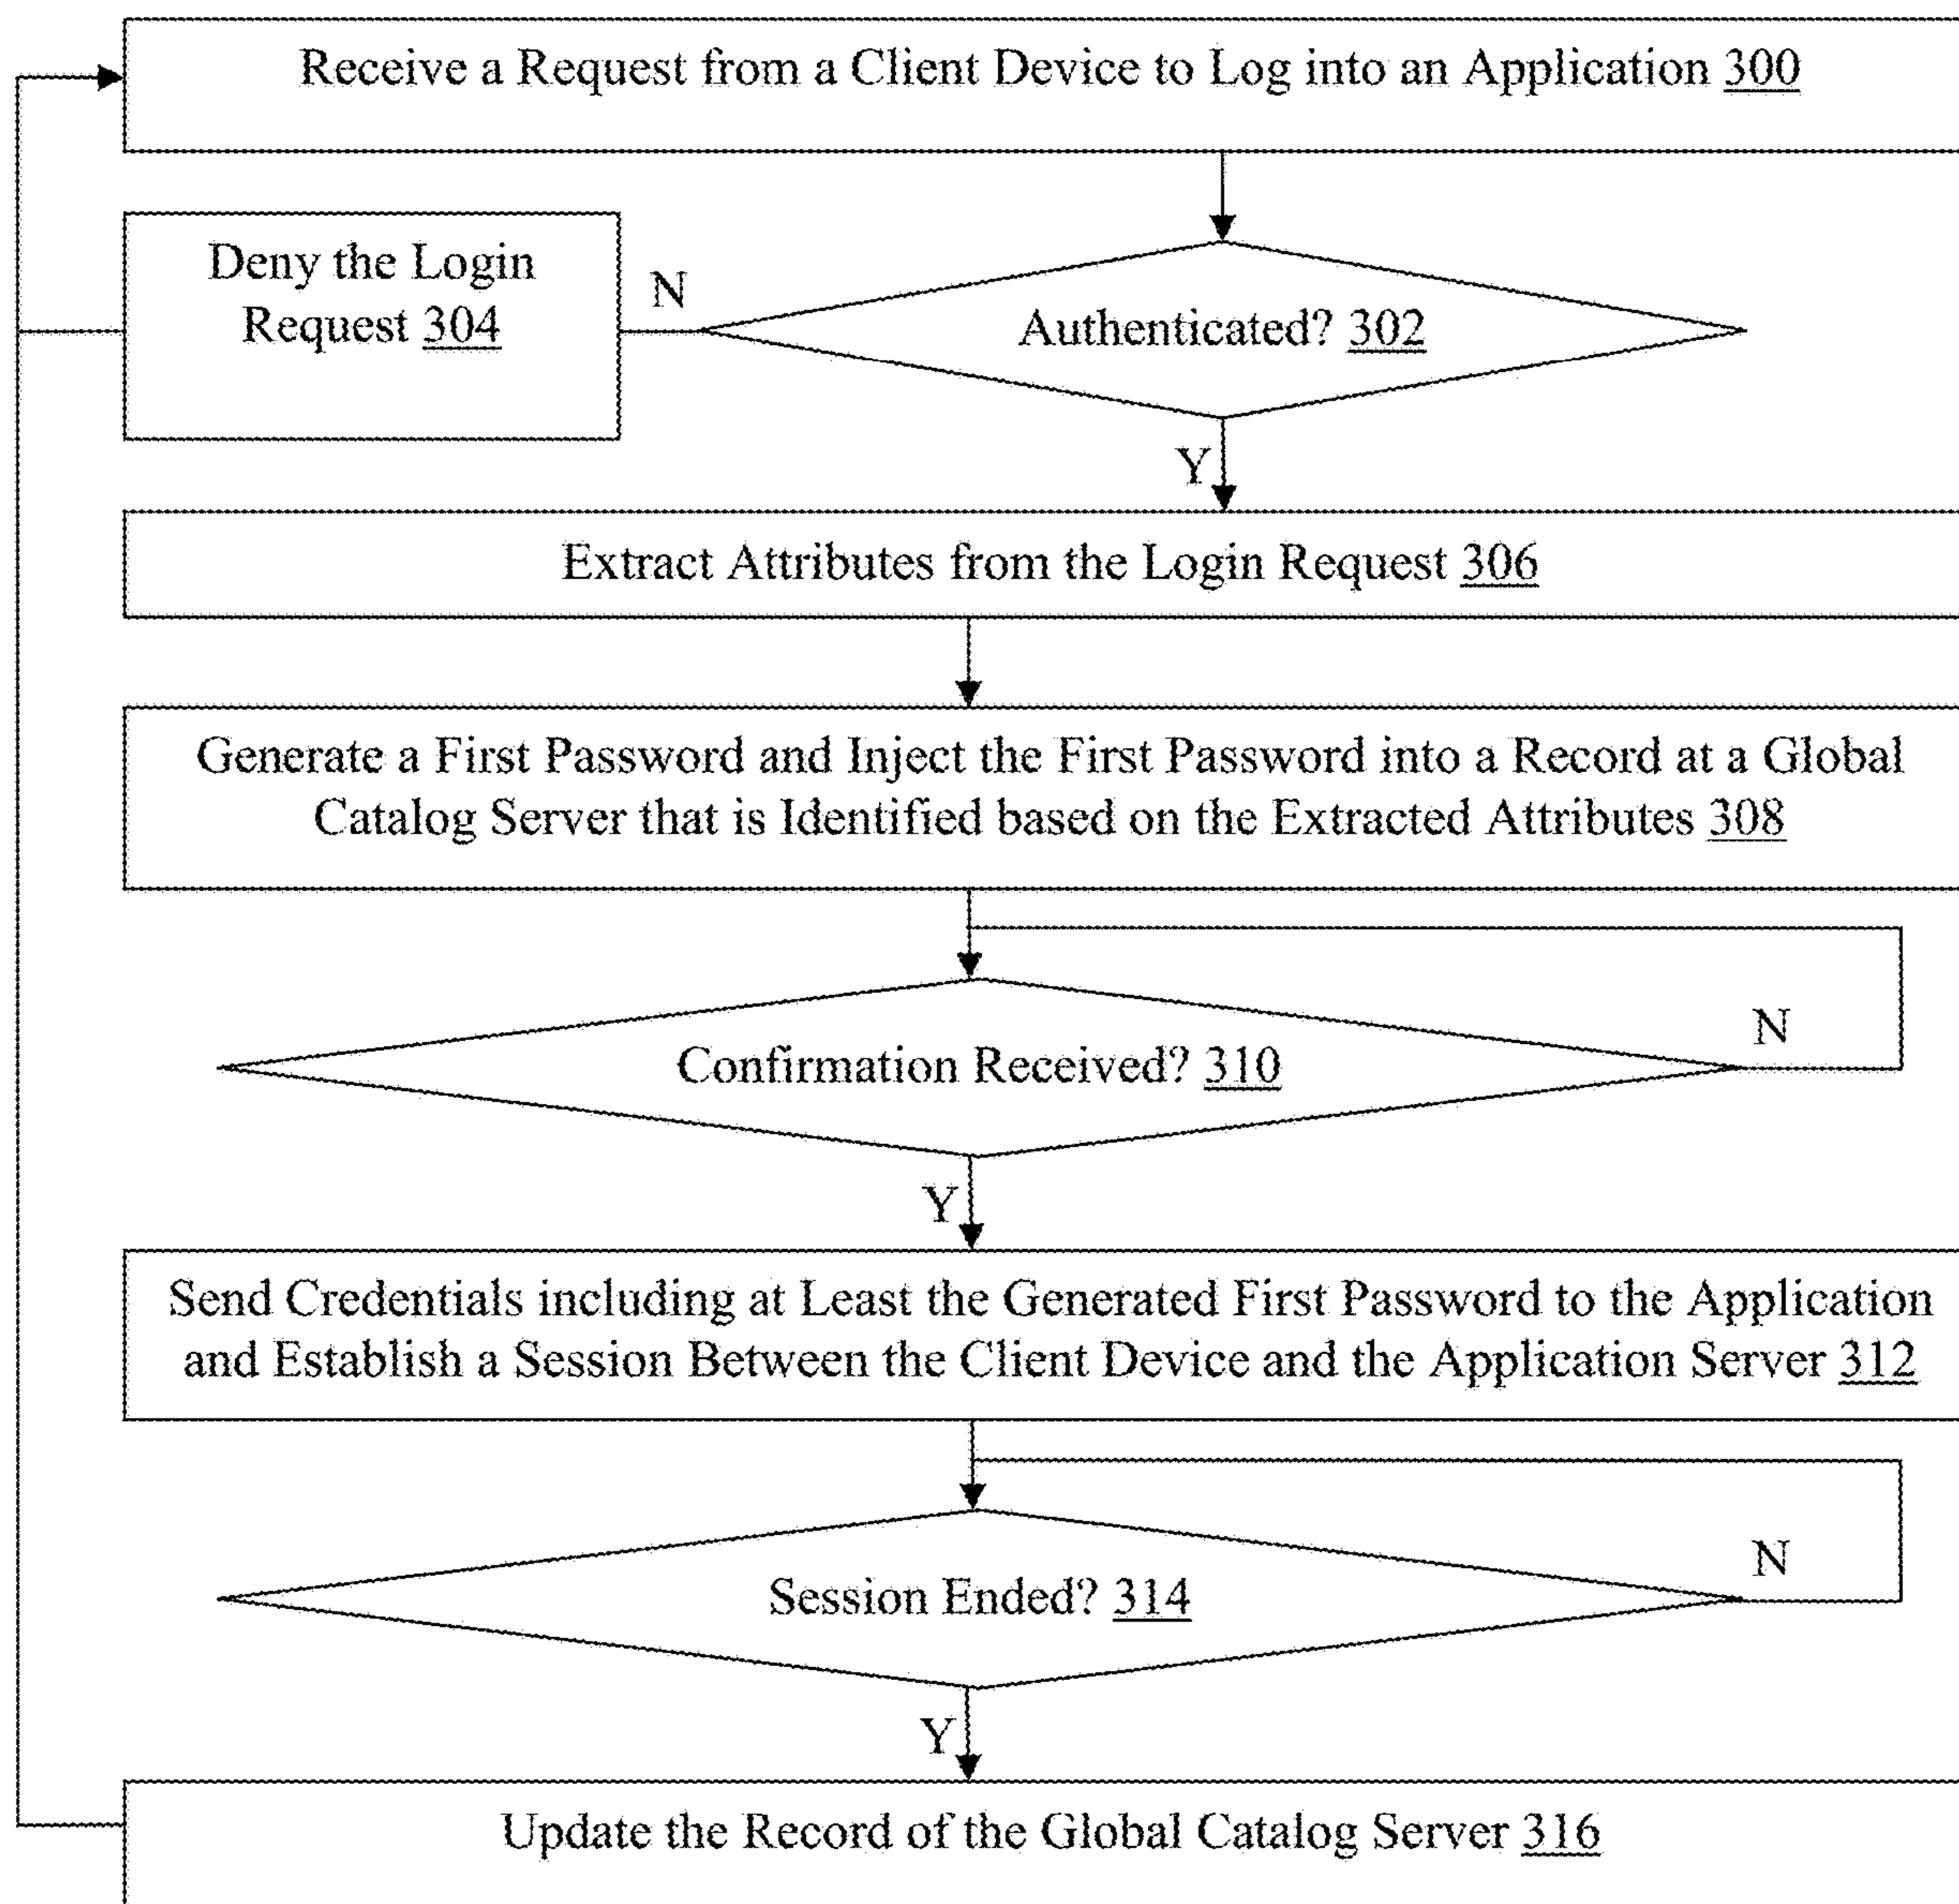 Receive a Request from a Client Device to Log into an Application 300
Deny the Login
Request 304
N
Authenticated? 302
Y
Extract Attributes from the Login Request 306
Generate a First Password and Inject the First Password into a Record at a Global
Catalog Server that is Identified based on the Extracted Attributes 308
N
Confirmation Received? 310
Y
Send Credentials including at Least the Generated First Password to the Application
and Establish a Session Between the Client Device and the Application Server 312
N
Session Ended? 314
Y
Update the Record of the Global Catalog Server 316